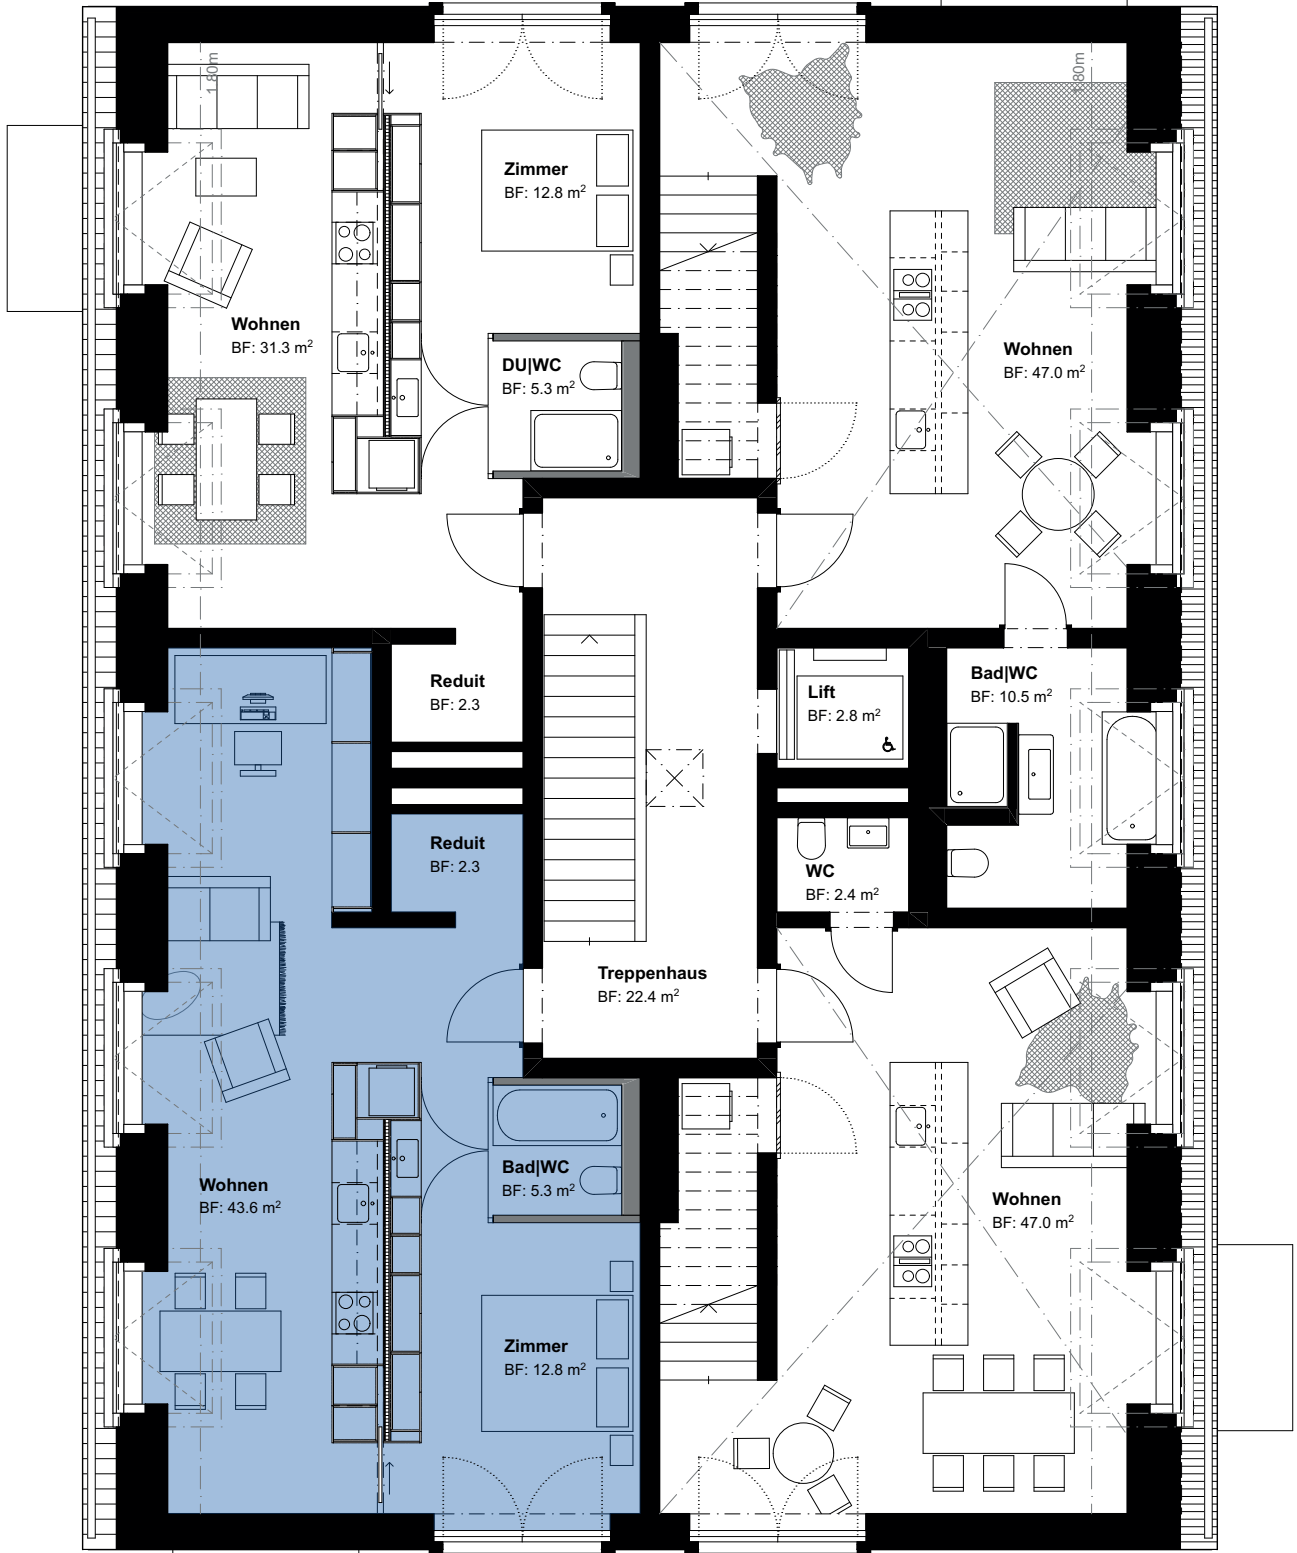 1.80m
1.80m
Zimmer
BF: 12.8 m²
Wohnen
BF: 31.3 m²
DU|WC
BF: 5.3 m²
Wohnen
BF: 47.0 m²
Reduit
BF: 2.3
Lift
BF: 2.8 m²
Bad|WC
BF: 10.5 m²
Reduit
BF: 2.3
WC
BF: 2.4 m²
Treppenhaus
BF: 22.4 m²
Wohnen
BF: 43.6 m²
Bad|WC
BF: 5.3 m²
Wohnen
BF: 47.0 m²
Zimmer
BF: 12.8 m²